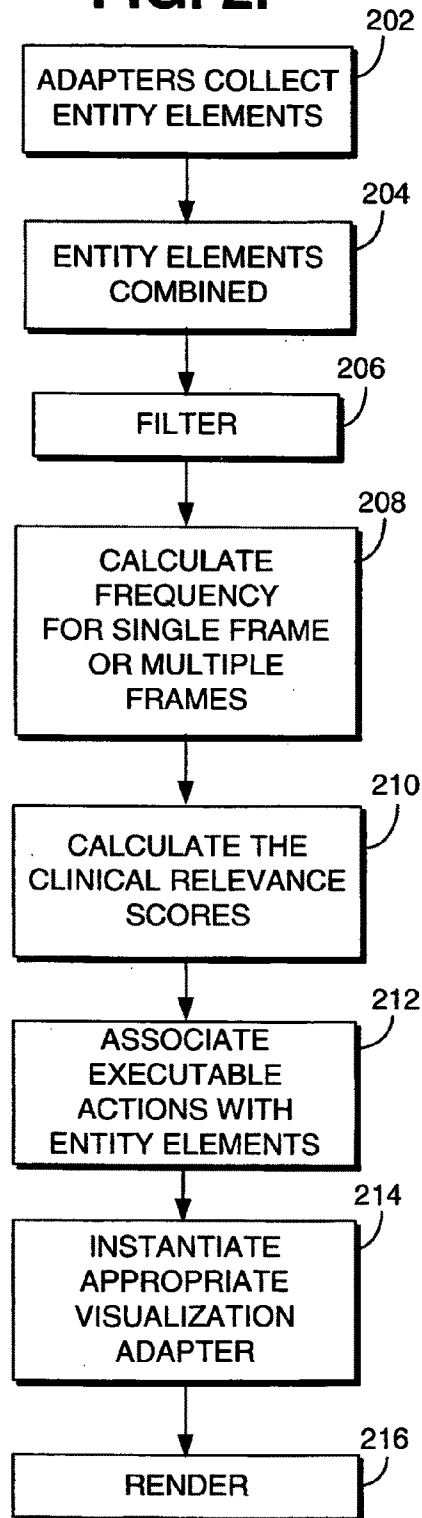 FIG. 2.
202
ADAPTERS COLLECT
ENTITY ELEMENTS
204
ENTITY ELEMENTS
COMBINED
206
FILTER
208
CALCULATE
FREQUENCY
FOR SINGLE FRAME
OR MULTIPLE
FRAMES
210
CALCULATE THE
CLINICAL RELEVANCE
SCORES
212
ASSOCIATE
EXECUTABLE
ACTIONS WITH
ENTITY ELEMENTS
214
INSTANTIATE
APPROPRIATE
VISUALIZATION
ADAPTER
216
RENDER